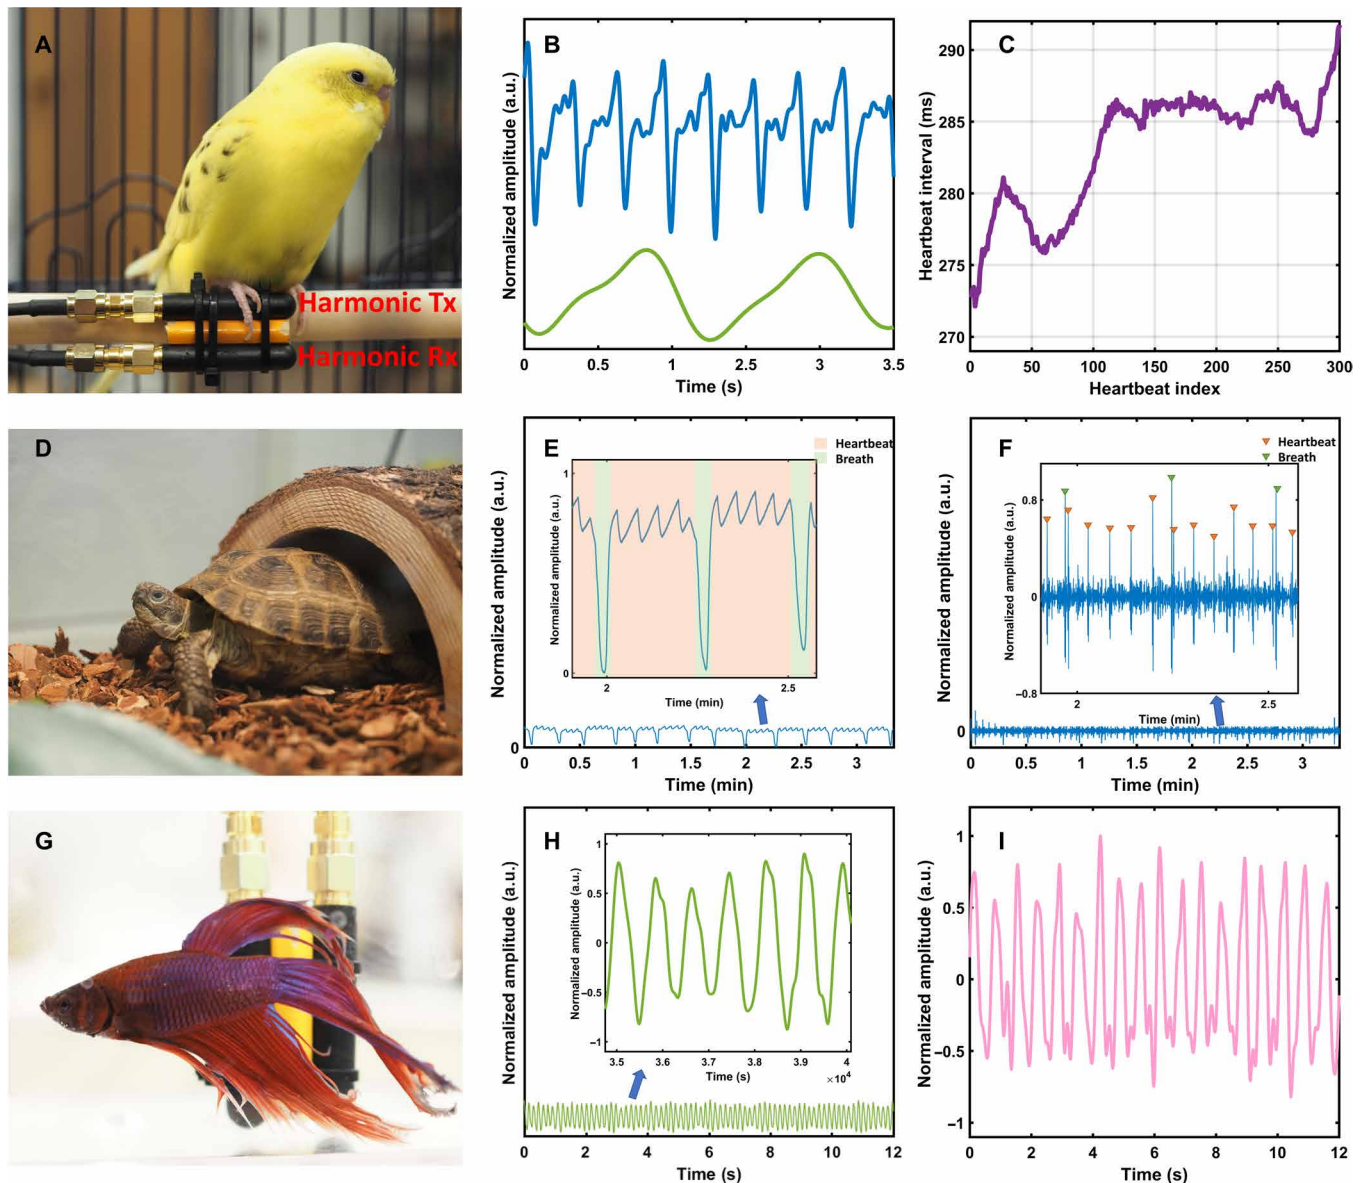 A
Harmonic Tx
Harmonic Rx
B
Normalized amplitude (a.u.)
0 0.5 1 2 3 3.5
Time (s)
C
Heartbeat interval (ms)
290
285
280
275
270
0 50 100 150 200 250 300
Heartbeat index
D
E
Heartbeat
Breath
Normalized amplitude (a.u.)
Normalized amplitude (a.u.)
1
0
2 2.5
Time (min)
0
0 0.5 1 1.5 2 2.5 3
Time (min)
F
Heartbeat
Breath
Normalized amplitude (a.u.)
Normalized amplitude (a.u.)
0.8
0
−0.8
2 2.5
Time (min)
0
0 0.5 1 1.5 2 2.5 3
Time (min)
G
H
Normalized amplitude (a.u.)
Normalized amplitude (a.u.)
1
0.5
0
−0.5
−1
3.5 3.6 3.7 3.8 3.9 4
Time (s) ×10⁴
0 2 4 6 8 10 12
Time (s)
I
Normalized amplitude (a.u.)
1
0.5
0
−0.5
−1
0 2 4 6 8 10 12
Time (s)